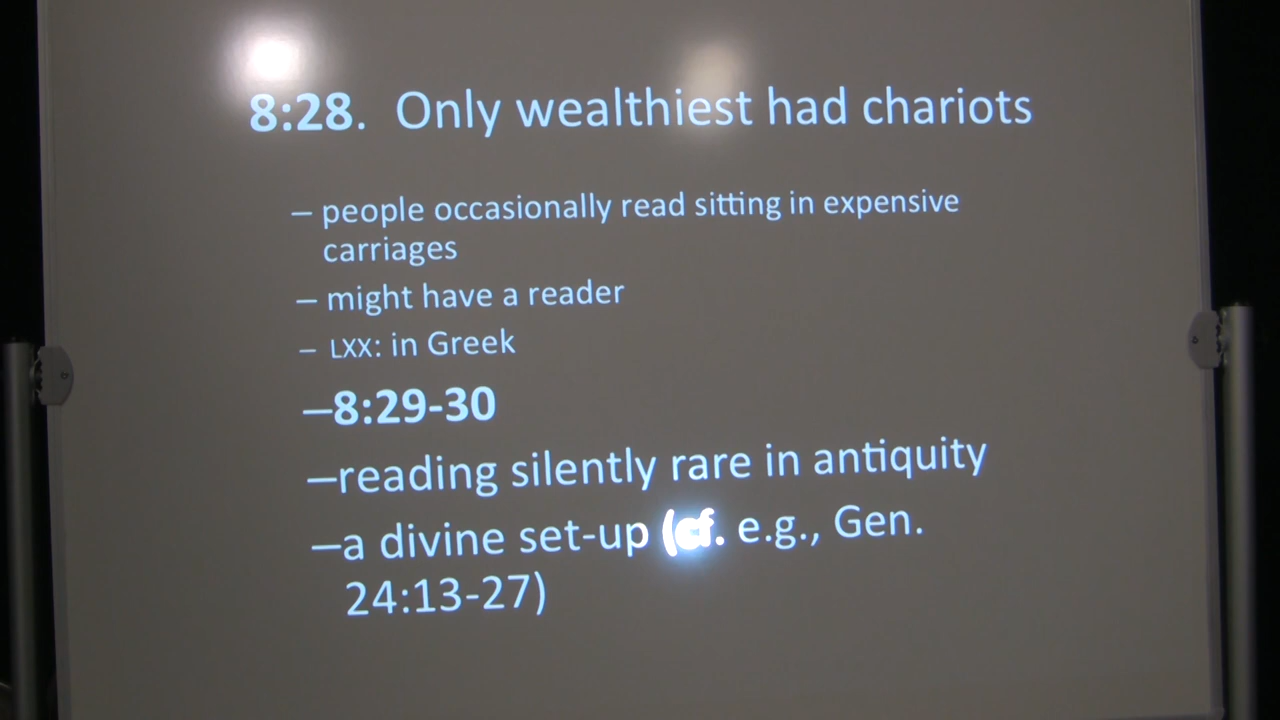 8:28. Only wealthiest had chariots
– people occasionally read sitting in expensive
carriages
– might have a reader
– LXX: in Greek
–8:29-30
–reading silently rare in antiquity
–a divine set-up (cf. e.g., Gen.
24:13-27)